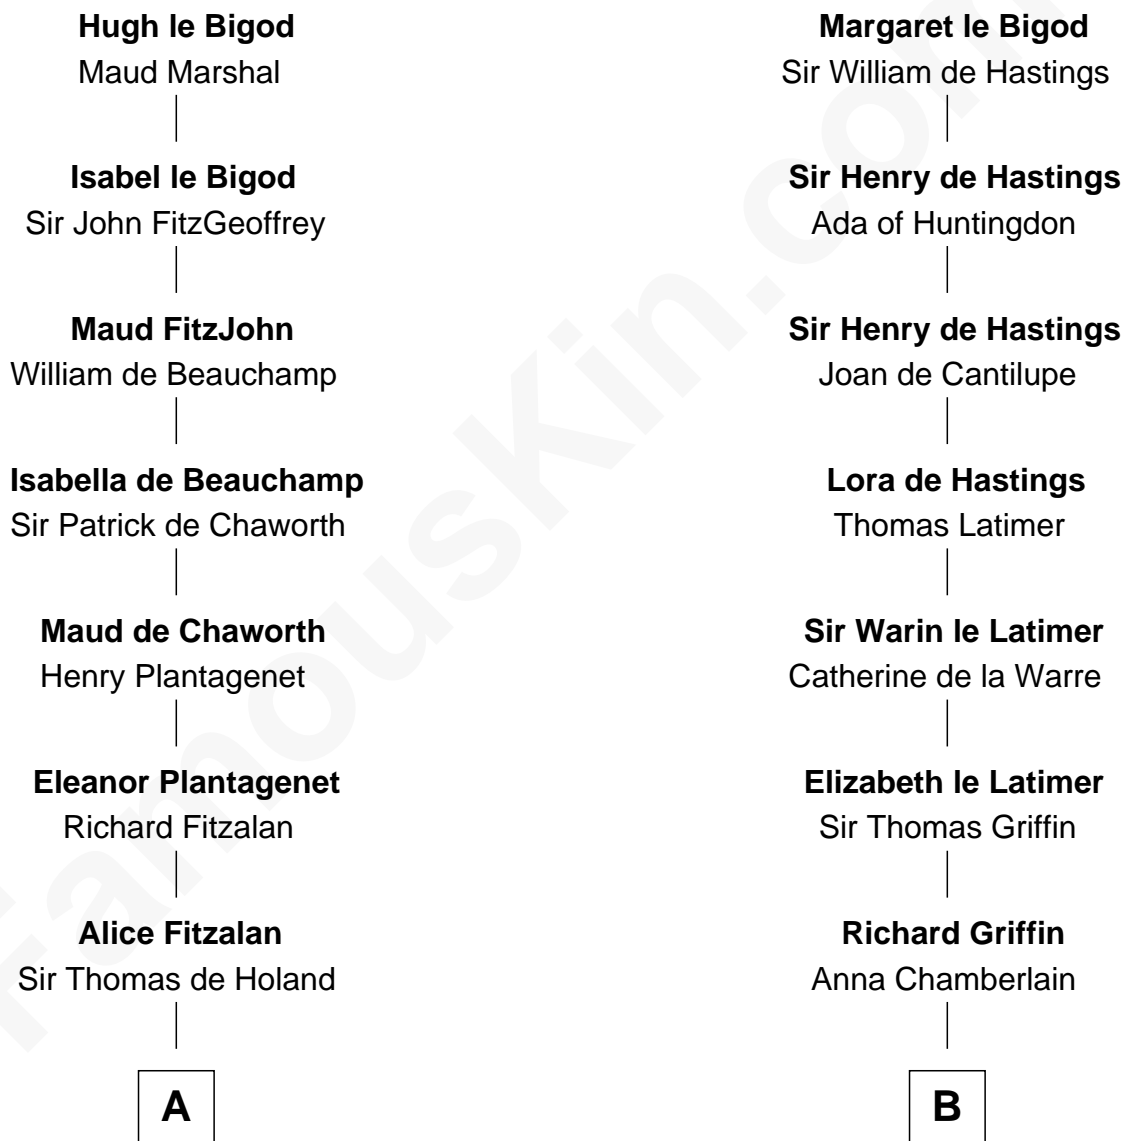 Hugh le Bigod
Maud Marshal
Isabel le Bigod
Sir John FitzGeoffrey
Maud FitzJohn
William de Beauchamp
Isabella de Beauchamp
Sir Patrick de Chaworth
Maud de Chaworth
Henry Plantagenet
Eleanor Plantagenet
Richard Fitzalan
Alice Fitzalan
Sir Thomas de Holand
A
Margaret le Bigod
Sir William de Hastings
Sir Henry de Hastings
Ada of Huntingdon
Sir Henry de Hastings
Joan de Cantilupe
Lora de Hastings
Thomas Latimer
Sir Warin le Latimer
Catherine de la Warre
Elizabeth le Latimer
Sir Thomas Griffin
Richard Griffin
Anna Chamberlain
B
FamousKin.com